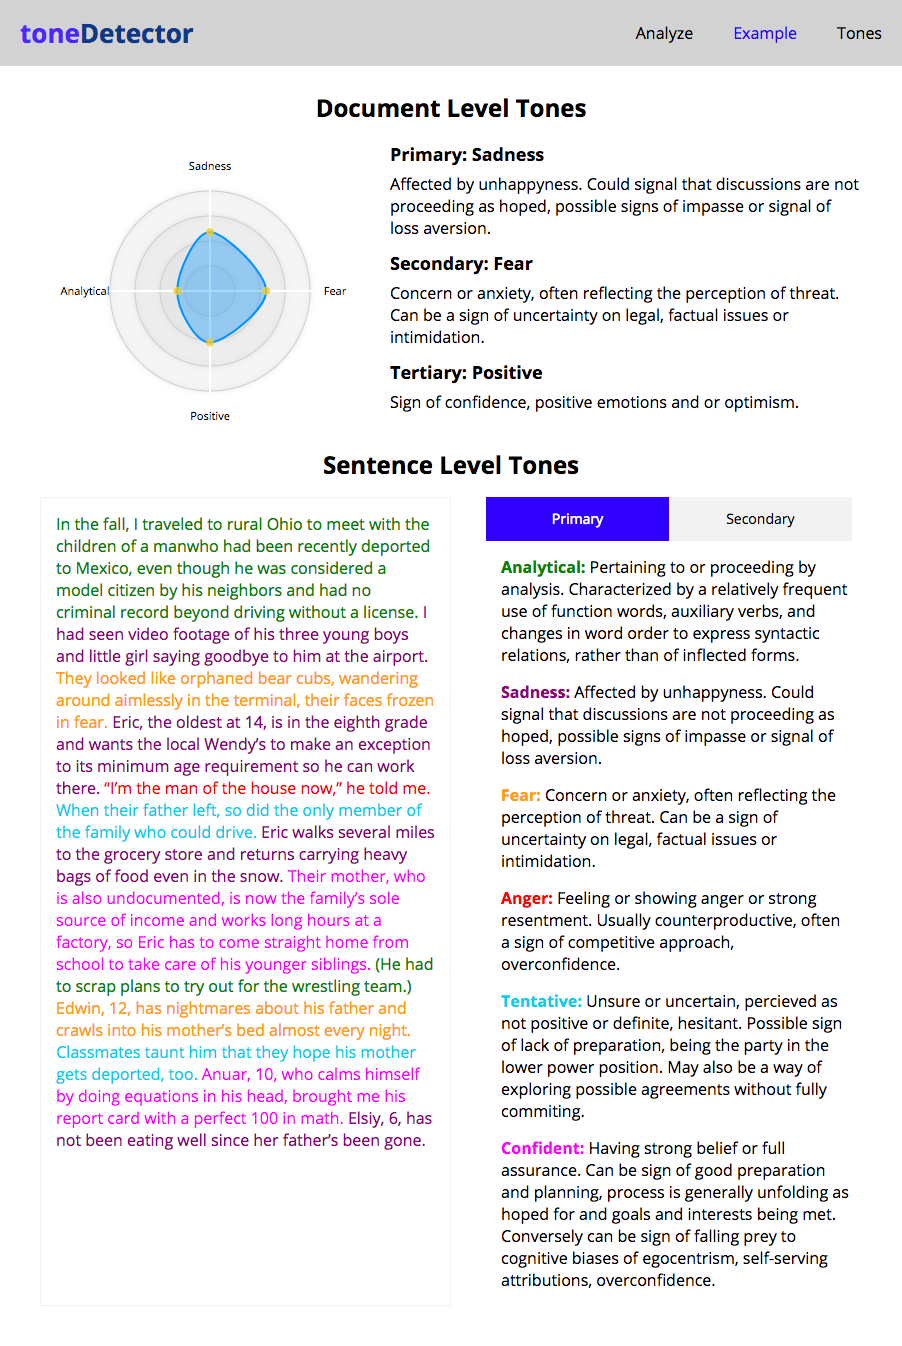 toneDetector
Analyze
Example
Tones
Document Level Tones
Sadness
Analytical
Fear
Positive
Primary: Sadness
Affected by unhappyness. Could signal that discussions are not
proceeding as hoped, possible signs of impasse or signal of
loss aversion.
Secondary: Fear
Concern or anxiety, often reflecting the perception of threat.
Can be a sign of uncertainty on legal, factual issues or
intimidation.
Tertiary: Positive
Sign of confidence, positive emotions and or optimism.
Sentence Level Tones
In the fall, I traveled to rural Ohio to meet with the
children of a manwho had been recently deported
to Mexico, even though he was considered a
model citizen by his neighbors and had no
criminal record beyond driving without a license. I
had seen video footage of his three young boys
and little girl saying goodbye to him at the airport.
They looked like orphaned bear cubs, wandering
around aimlessly in the terminal, their faces frozen
in fear. Eric, the oldest at 14, is in the eighth grade
and wants the local Wendy’s to make an exception
to its minimum age requirement so he can work
there. “I’m the man of the house now,” he told me.
When their father left, so did the only member of
the family who could drive. Eric walks several miles
to the grocery store and returns carrying heavy
bags of food even in the snow. Their mother, who
is also undocumented, is now the family’s sole
source of income and works long hours at a
factory, so Eric has to come straight home from
school to take care of his younger siblings. (He had
to scrap plans to try out for the wrestling team.)
Edwin, 12, has nightmares about his father and
crawls into his mother’s bed almost every night.
Classmates taunt him that they hope his mother
gets deported, too. Anuar, 10, who calms himself
by doing equations in his head, brought me his
report card with a perfect 100 in math. Elsiy, 6, has
not been eating well since her father’s been gone.
Primary
Secondary
Analytical: Pertaining to or proceeding by
analysis. Characterized by a relatively frequent
use of function words, auxiliary verbs, and
changes in word order to express syntactic
relations, rather than of inflected forms.
Sadness: Affected by unhappyness. Could
signal that discussions are not proceeding as
hoped, possible signs of impasse or signal of
loss aversion.
Fear: Concern or anxiety, often reflecting the
perception of threat. Can be a sign of
uncertainty on legal, factual issues or
intimidation.
Anger: Feeling or showing anger or strong
resentment. Usually counterproductive, often
a sign of competitive approach,
overconfidence.
Tentative: Unsure or uncertain, percieved as
not positive or definite, hesitant. Possible sign
of lack of preparation, being the party in the
lower power position. May also be a way of
exploring possible agreements without fully
commiting.
Confident: Having strong belief or full
assurance. Can be sign of good preparation
and planning, process is generally unfolding as
hoped for and goals and interests being met.
Conversely can be sign of falling prey to
cognitive biases of egocentrism, self-serving
attributions, overconfidence.